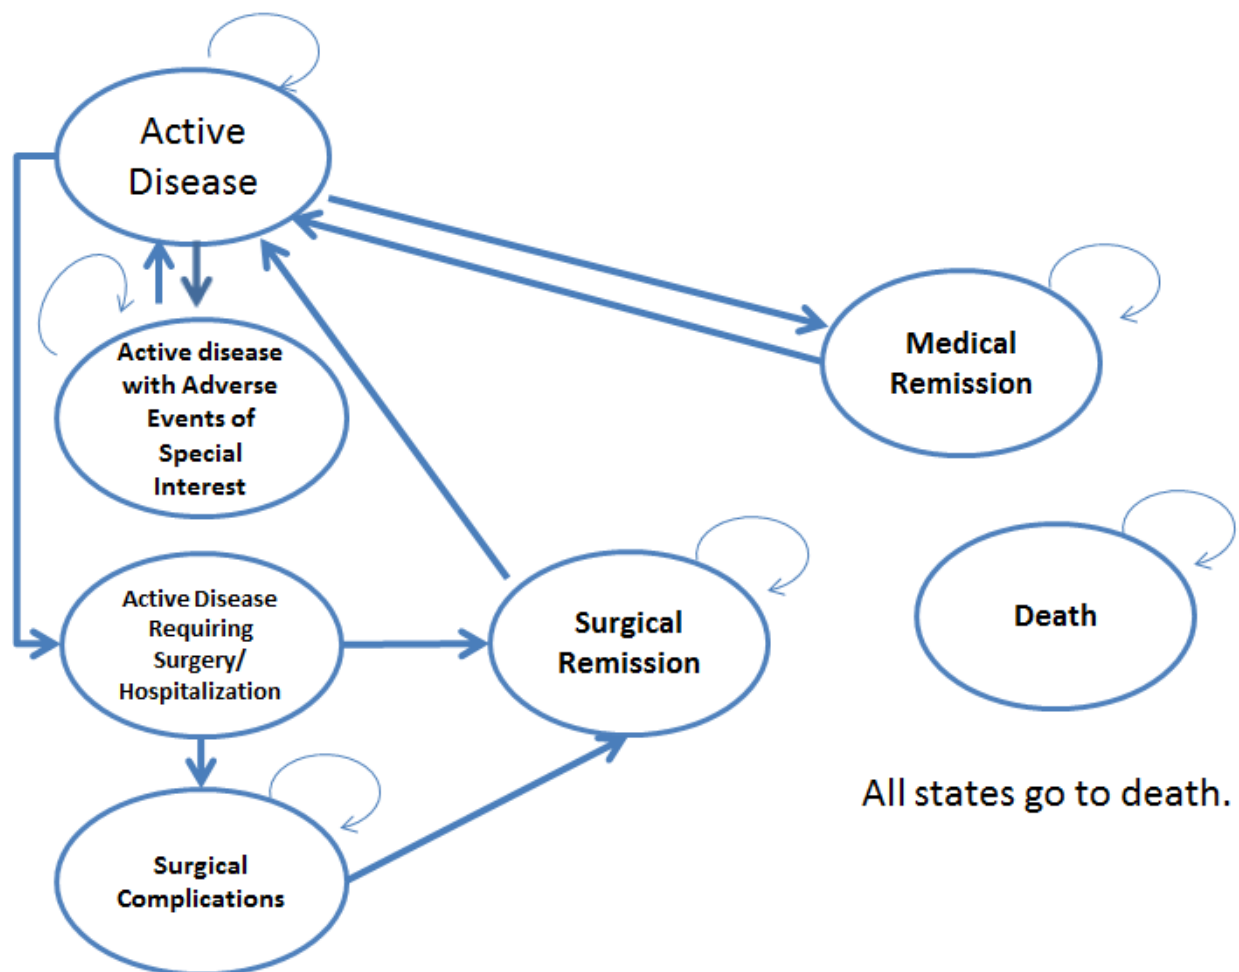 Active
Disease
Active disease
with Adverse
Events of
Special
Interest
Medical
Remission
Active Disease
Requiring
Surgery/
Hospitalization
Surgical
Remission
Death
All states go to death.
Surgical
Complications